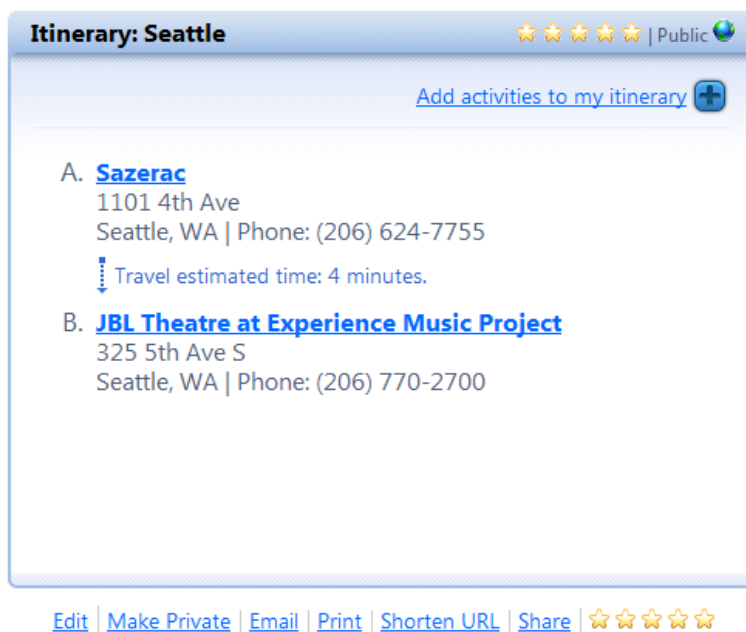 Itinerary: Seattle | Public
Add activities to my itinerary
A. Sazerac
1101 4th Ave
Seattle, WA | Phone: (206) 624-7755
Travel estimated time: 4 minutes.
B. JBL Theatre at Experience Music Project
325 5th Ave S
Seattle, WA | Phone: (206) 770-2700
Edit | Make Private | Email | Print | Shorten URL | Share |